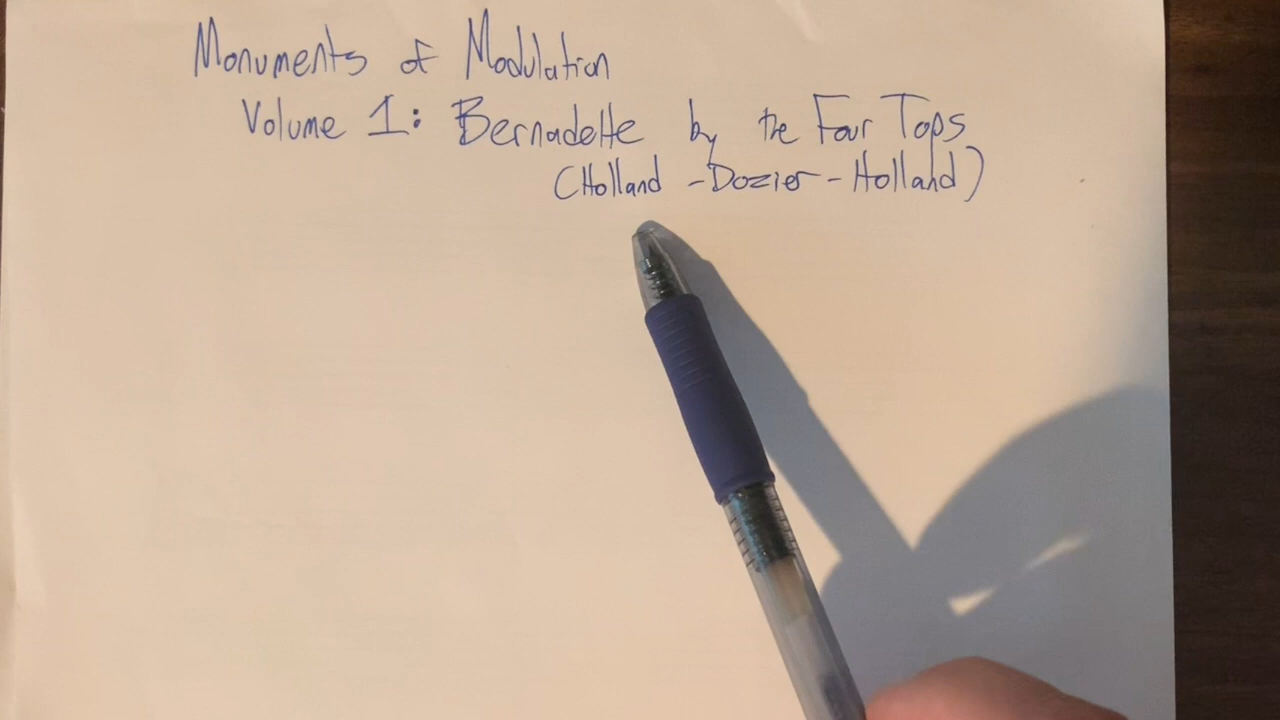 Monuments of Modulation
Volume 1: Bernadette by the Four Tops
(Holland-Dozier-Holland)